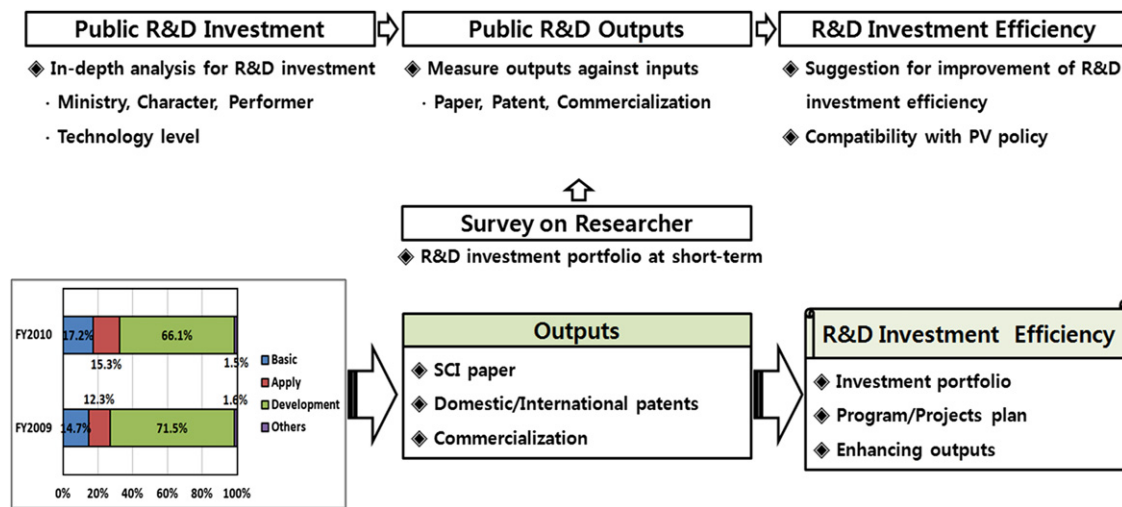 Public R&D Investment
Public R&D Outputs
R&D Investment Efficiency
◈ In-depth analysis for R&D investment
· Ministry, Character, Performer
· Technology level
◈ Measure outputs against inputs
· Paper, Patent, Commercialization
◈ Suggestion for improvement of R&D
investment efficiency
◈ Compatibility with PV policy
Survey on Researcher
◈ R&D investment portfolio at short-term
FY2010
17.2%
66.1%
15.3%
1.5%
12.3%
1.6%
FY2009
14.7%
71.5%
0%
20%
40%
60%
80%
100%
Basic
Apply
Development
Others
Outputs
◈ SCI paper
◈ Domestic/International patents
◈ Commercialization
R&D Investment Efficiency
◈ Investment portfolio
◈ Program/Projects plan
◈ Enhancing outputs